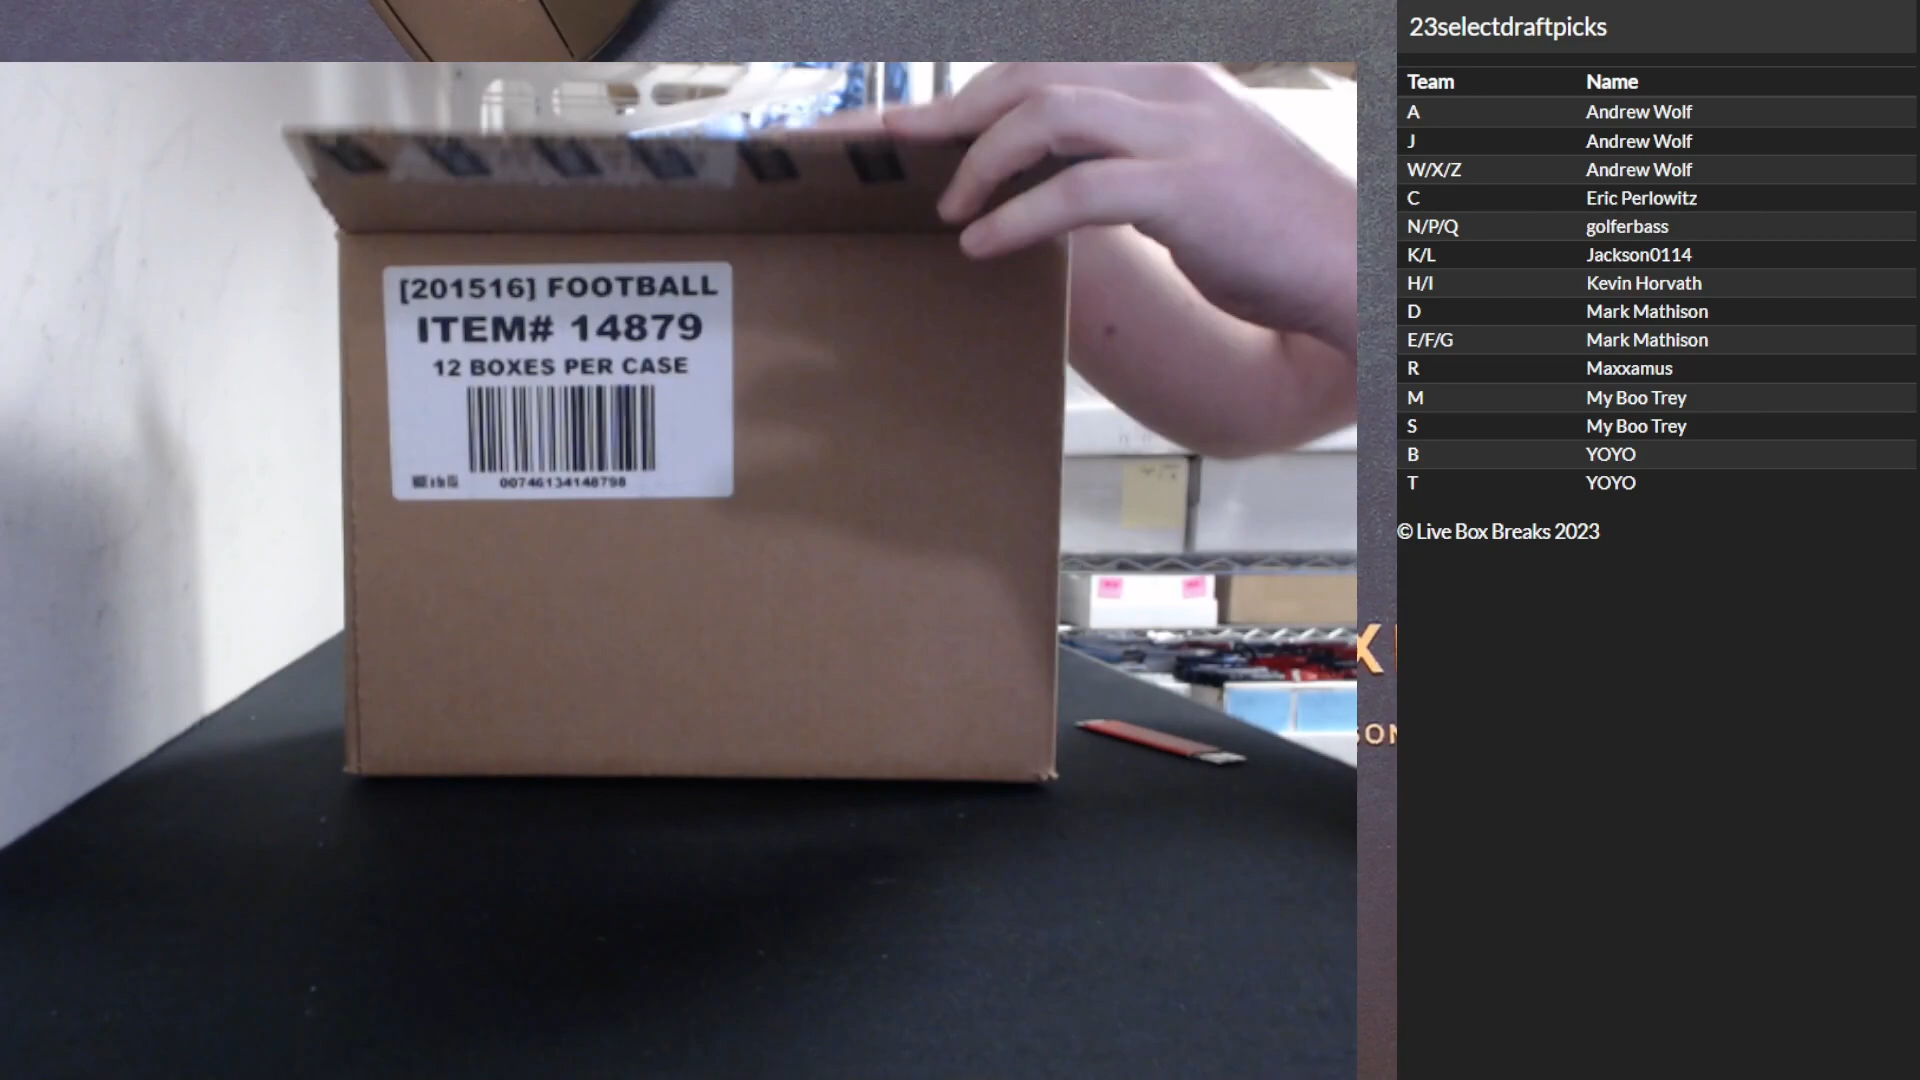 [201516] FOOTBALL
ITEM# 14879
12 BOXES PER CASE
00746134148798
23selectdraftpicks
Team Name
A Andrew Wolf
J Andrew Wolf
W/X/Z Andrew Wolf
C Eric Perlowitz
N/P/Q golferbass
K/L Jackson0114
H/I Kevin Horvath
D Mark Mathison
E/F/G Mark Mathison
R Maxxamus
M My Boo Trey
S My Boo Trey
B YOYO
T YOYO
© Live Box Breaks 2023